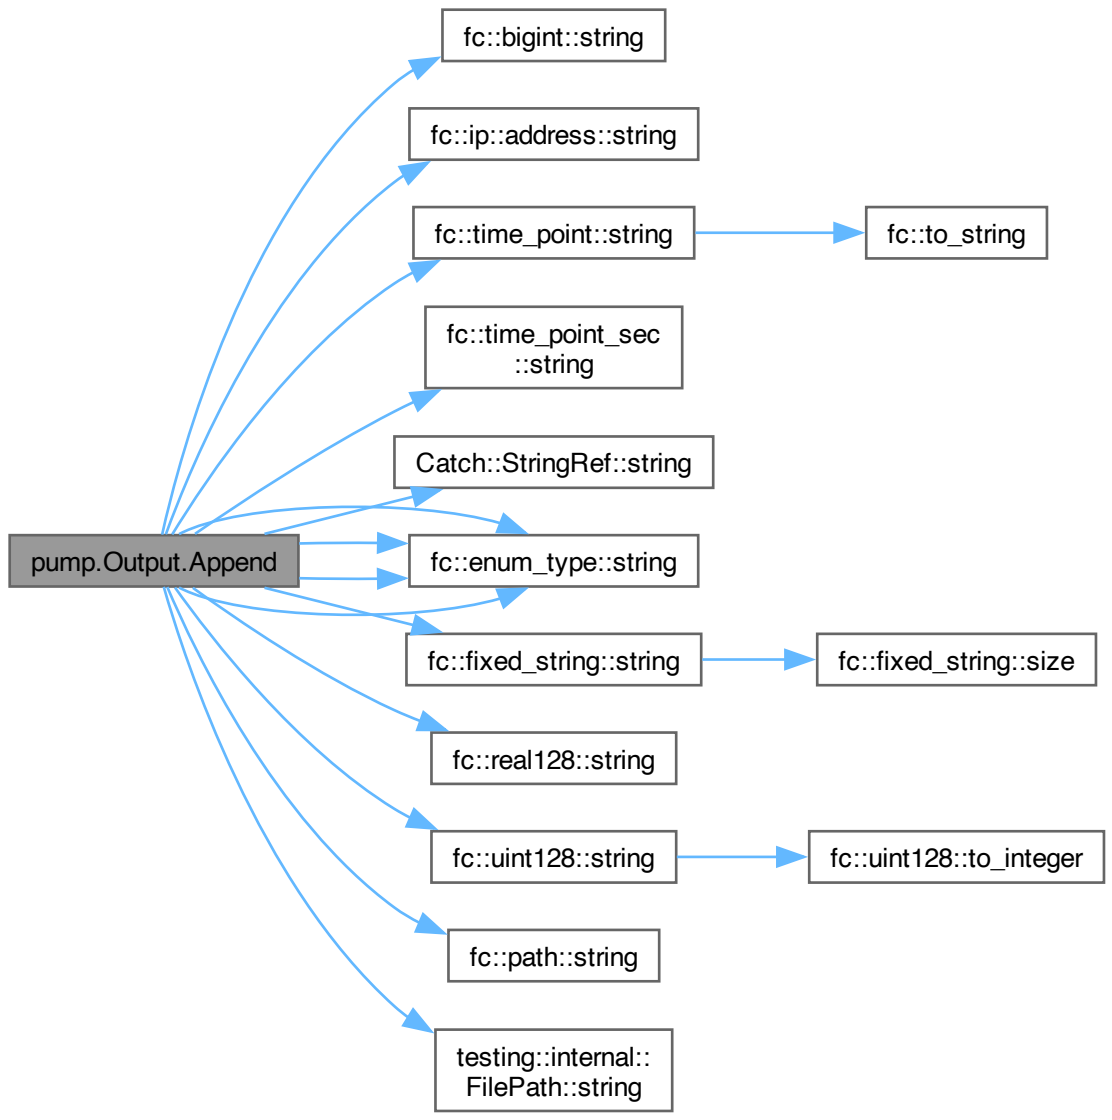 fc::bigint::string
fc::ip::address::string
fc::time_point::string
fc::to_string
fc::time_point_sec
::string
Catch::StringRef::string
pump.Output.Append
fc::enum_type::string
fc::fixed_string::string
fc::fixed_string::size
fc::real128::string
fc::uint128::string
fc::uint128::to_integer
fc::path::string
testing::internal::
FilePath::string